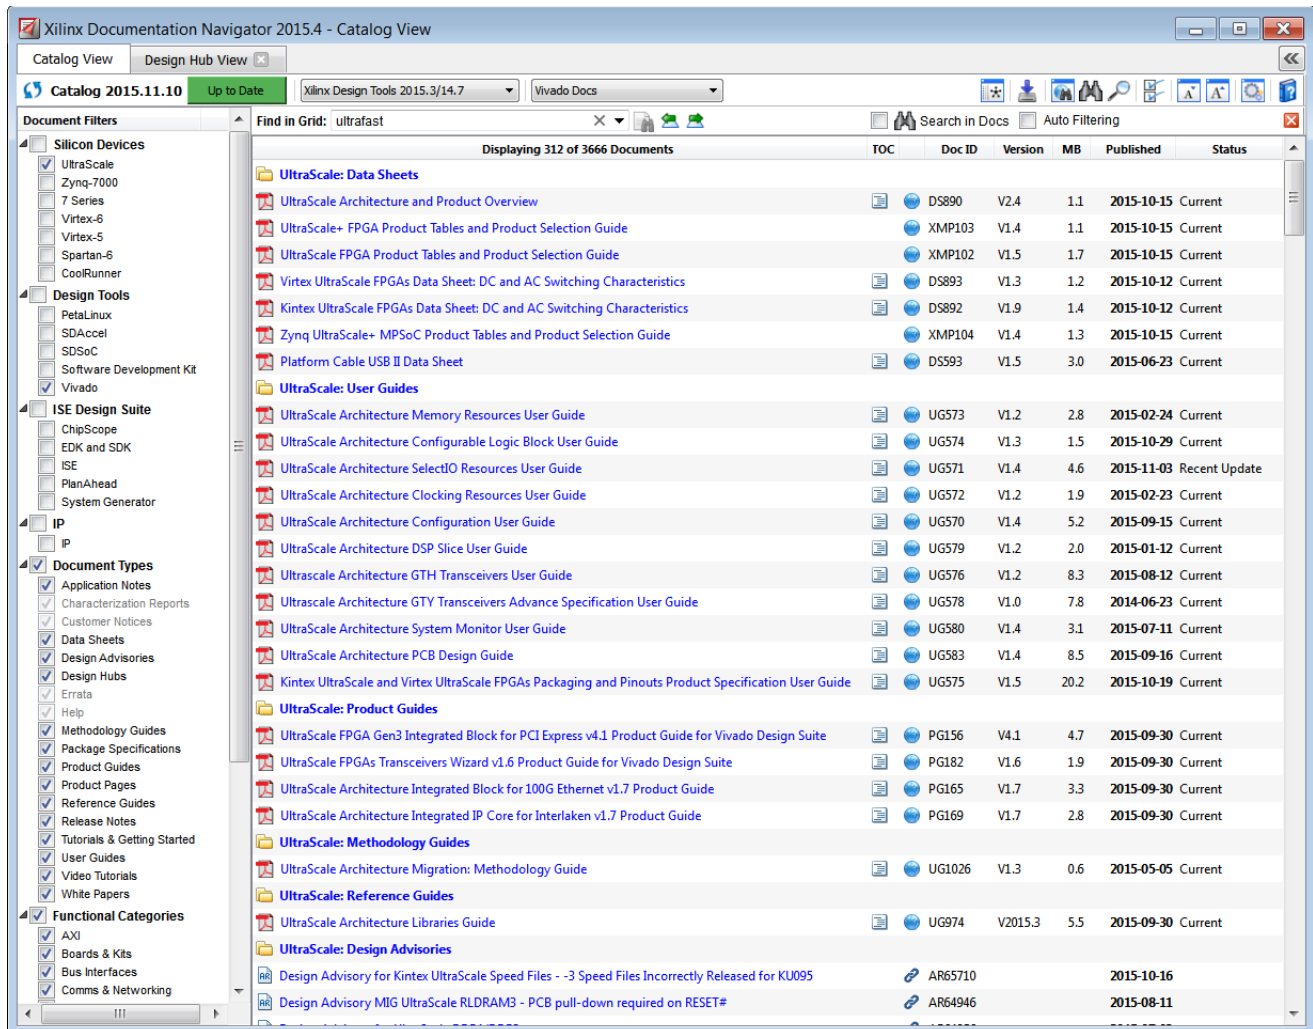 Xilinx Documentation Navigator 2015.4 - Catalog View
Catalog View
Design Hub View
Catalog 2015.11.10
Up to Date
Xilinx Design Tools 2015.3/14.7
Vivado Docs
Document Filters
Silicon Devices
UltraScale
Zynq-7000
7 Series
Virtex-6
Virtex-5
Spartan-6
CoolRunner
Design Tools
PetaLinux
SDAccel
SDSoC
Software Development Kit
Vivado
ISE Design Suite
ChipScope
EDK and SDK
ISE
PlanAhead
System Generator
IP
IP
Document Types
Application Notes
Characterization Reports
Customer Notices
Data Sheets
Design Advisories
Design Hubs
Errata
Help
Methodology Guides
Package Specifications
Product Guides
Product Pages
Reference Guides
Release Notes
Tutorials & Getting Started
User Guides
Video Tutorials
White Papers
Functional Categories
AXI
Boards & Kits
Bus Interfaces
Comms & Networking
Find in Grid: ultrafast
Search in Docs
Auto Filtering
Displaying 312 of 3666 Documents TOC Doc ID Version MB Published Status
UltraScale: Data Sheets
UltraScale Architecture and Product Overview DS890 V2.4 1.1 2015-10-15 Current
UltraScale+ FPGA Product Tables and Product Selection Guide XMP103 V1.4 1.1 2015-10-15 Current
UltraScale FPGA Product Tables and Product Selection Guide XMP102 V1.5 1.7 2015-10-15 Current
Virtex UltraScale FPGAs Data Sheet: DC and AC Switching Characteristics DS893 V1.3 1.2 2015-10-12 Current
Kintex UltraScale FPGAs Data Sheet: DC and AC Switching Characteristics DS892 V1.9 1.4 2015-10-12 Current
Zynq UltraScale+ MPSoC Product Tables and Product Selection Guide XMP104 V1.4 1.3 2015-10-15 Current
Platform Cable USB II Data Sheet DS593 V1.5 3.0 2015-06-23 Current
UltraScale: User Guides
UltraScale Architecture Memory Resources User Guide UG573 V1.2 2.8 2015-02-24 Current
UltraScale Architecture Configurable Logic Block User Guide UG574 V1.3 1.5 2015-10-29 Current
UltraScale Architecture SelectIO Resources User Guide UG571 V1.4 4.6 2015-11-03 Recent Update
UltraScale Architecture Clocking Resources User Guide UG572 V1.2 1.9 2015-02-23 Current
UltraScale Architecture Configuration User Guide UG570 V1.4 5.2 2015-09-15 Current
UltraScale Architecture DSP Slice User Guide UG579 V1.2 2.0 2015-01-12 Current
Ultrascale Architecture GTH Transceivers User Guide UG576 V1.2 8.3 2015-08-12 Current
Ultrascale Architecture GTY Transceivers Advance Specification User Guide UG578 V1.0 7.8 2014-06-23 Current
UltraScale Architecture System Monitor User Guide UG580 V1.4 3.1 2015-07-11 Current
UltraScale Architecture PCB Design Guide UG583 V1.4 8.5 2015-09-16 Current
Kintex UltraScale and Virtex UltraScale FPGAs Packaging and Pinouts Product Specification User Guide UG575 V1.5 20.2 2015-10-19 Current
UltraScale: Product Guides
UltraScale FPGA Gen3 Integrated Block for PCI Express v4.1 Product Guide for Vivado Design Suite PG156 V4.1 4.7 2015-09-30 Current
UltraScale FPGAs Transceivers Wizard v1.6 Product Guide for Vivado Design Suite PG182 V1.6 1.9 2015-09-30 Current
UltraScale Architecture Integrated Block for 100G Ethernet v1.7 Product Guide PG165 V1.7 3.3 2015-09-30 Current
UltraScale Architecture Integrated IP Core for Interlaken v1.7 Product Guide PG169 V1.7 2.8 2015-09-30 Current
UltraScale: Methodology Guides
UltraScale Architecture Migration: Methodology Guide UG1026 V1.3 0.6 2015-05-05 Current
UltraScale: Reference Guides
UltraScale Architecture Libraries Guide UG974 V2015.3 5.5 2015-09-30 Current
UltraScale: Design Advisories
Design Advisory for Kintex UltraScale Speed Files - -3 Speed Files Incorrectly Released for KU095 AR65710 2015-10-16
Design Advisory MIG UltraScale RLDRAM3 - PCB pull-down required on RESET# AR64946 2015-08-11